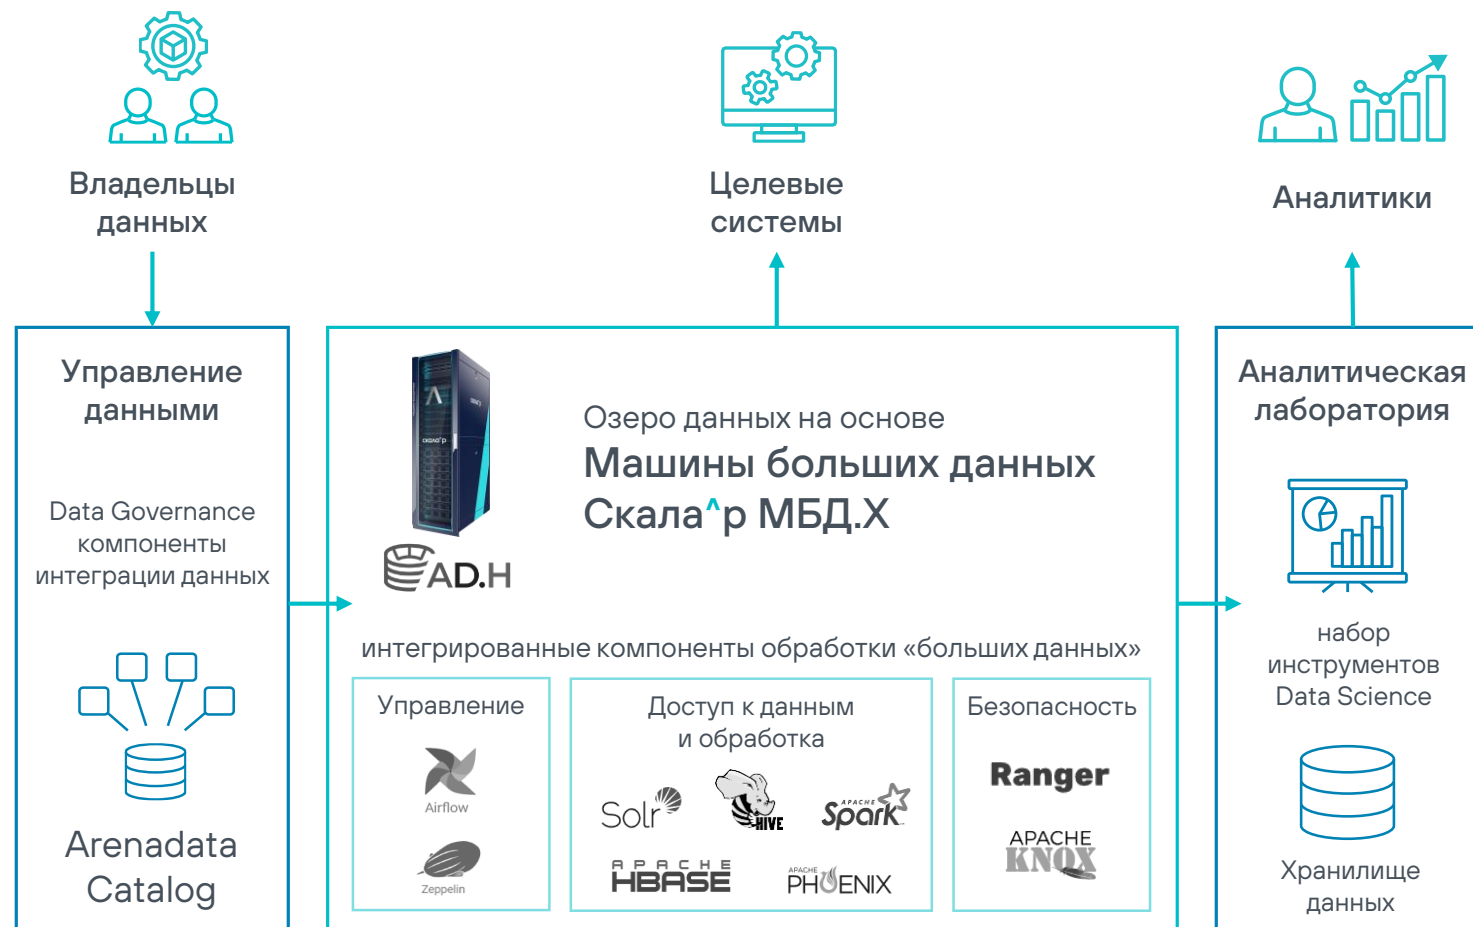 Владельцы
данных
Целевые
системы
Аналитики
Управление
данными
Data Governance
компоненты
интеграции данных
Arenadata
Catalog
скала^р
Озеро данных на основе
Машины больших данных
Скала^р МБД.Х
AD.H
интегрированные компоненты обработки «больших данных»
Управление
Airflow
Zeppelin
Доступ к данным
и обработка
Solr
HIVE
APACHE
Spark
APACHE
HBASE
APACHE
PHOENIX
Безопасность
Ranger
APACHE
KNOX
Аналитическая
лаборатория
набор
инструментов
Data Science
Хранилище
данных